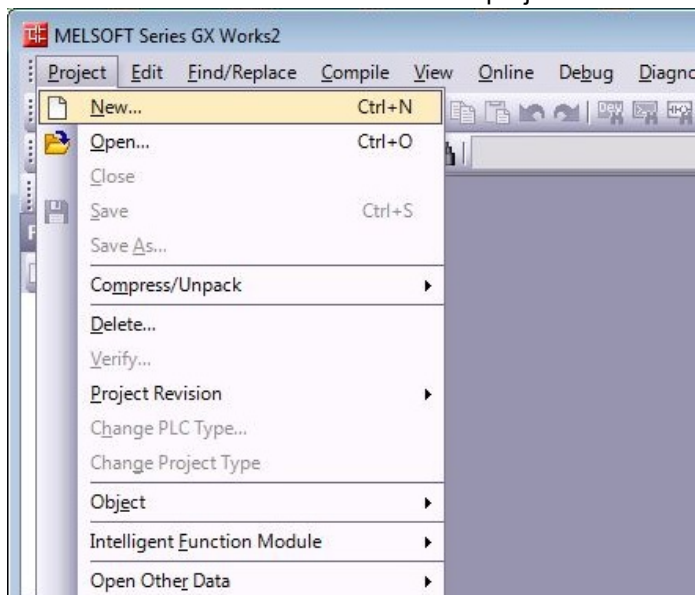 MELSOFT Series GX Works2
Project Edit Find/Replace Compile View Online Debug Diagno
New... Ctrl+N
Open... Ctrl+O
Close
Save Ctrl+S
Save As...
Compress/Unpack
Delete...
Verify...
Project Revision
Change PLC Type...
Change Project Type
Object
Intelligent Function Module
Open Other Data